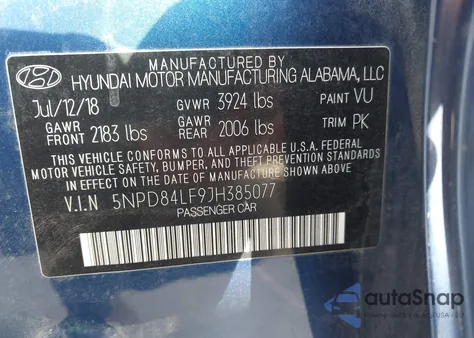 MANUFACTURED BY
HYUNDAI MOTOR MANUFACTURING ALABAMA, LLC
Jul/12/18 GVWR 3924 lbs PAINT VU
GAWR FRONT 2183 lbs GAWR REAR 2006 lbs TRIM PK
THIS VEHICLE CONFORMS TO ALL APPLICABLE U.S.A. FEDERAL
MOTOR VEHICLE SAFETY, BUMPER, AND THEFT PREVENTION STANDARDS
IN EFFECT ON THE DATE OF MANUFACTURE SHOWN ABOVE.
V.I.N 5NPD84LF9JH385077
PASSENGER CAR
autoSnap